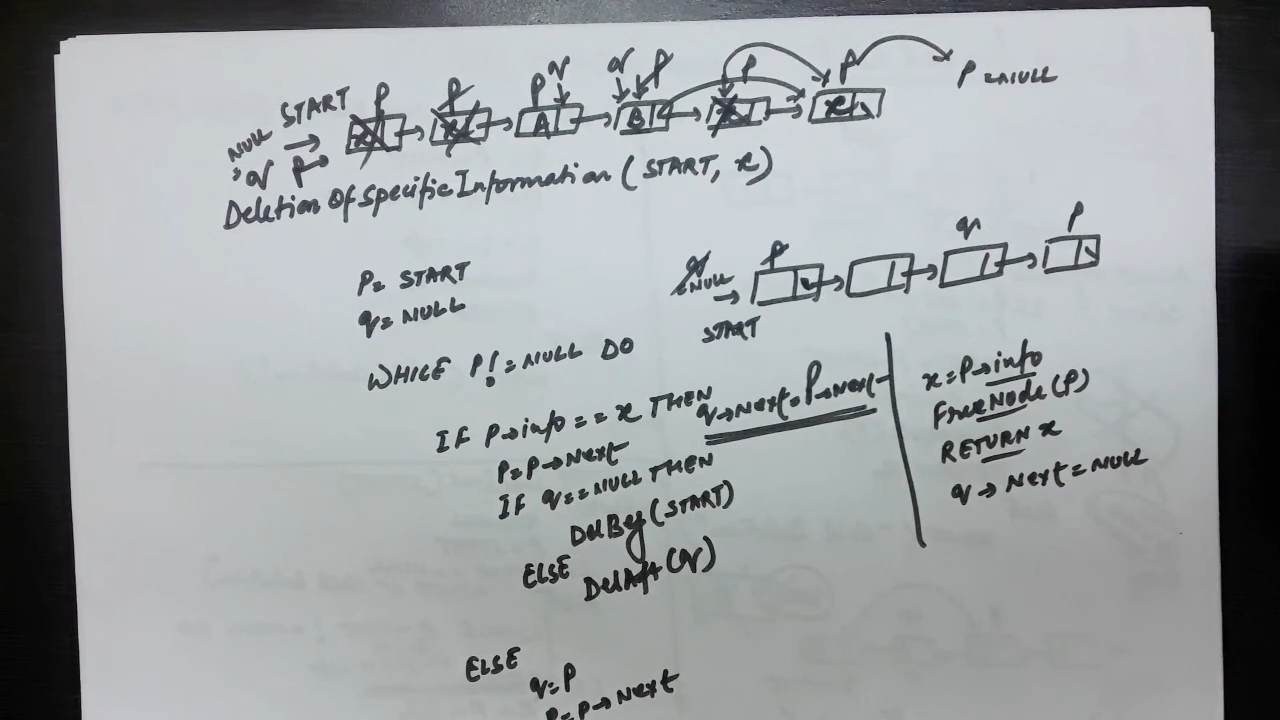 NULL START P P P q q P P P P=NULL
q P
x x A B x x
Deletion Of Specific Information (START, x)
P= START
q= NULL
WHILE P!=NULL DO
IF P→info == x THEN
P=P→Next
IF q==NULL THEN
DelBeg(START)
ELSE DelAft(q)
ELSE
q=P
P=P→Next
q P q P
=NULL
START
q→Next=P→Next
x=P→info
FreeNode(P)
RETURN x
q→Next=NULL